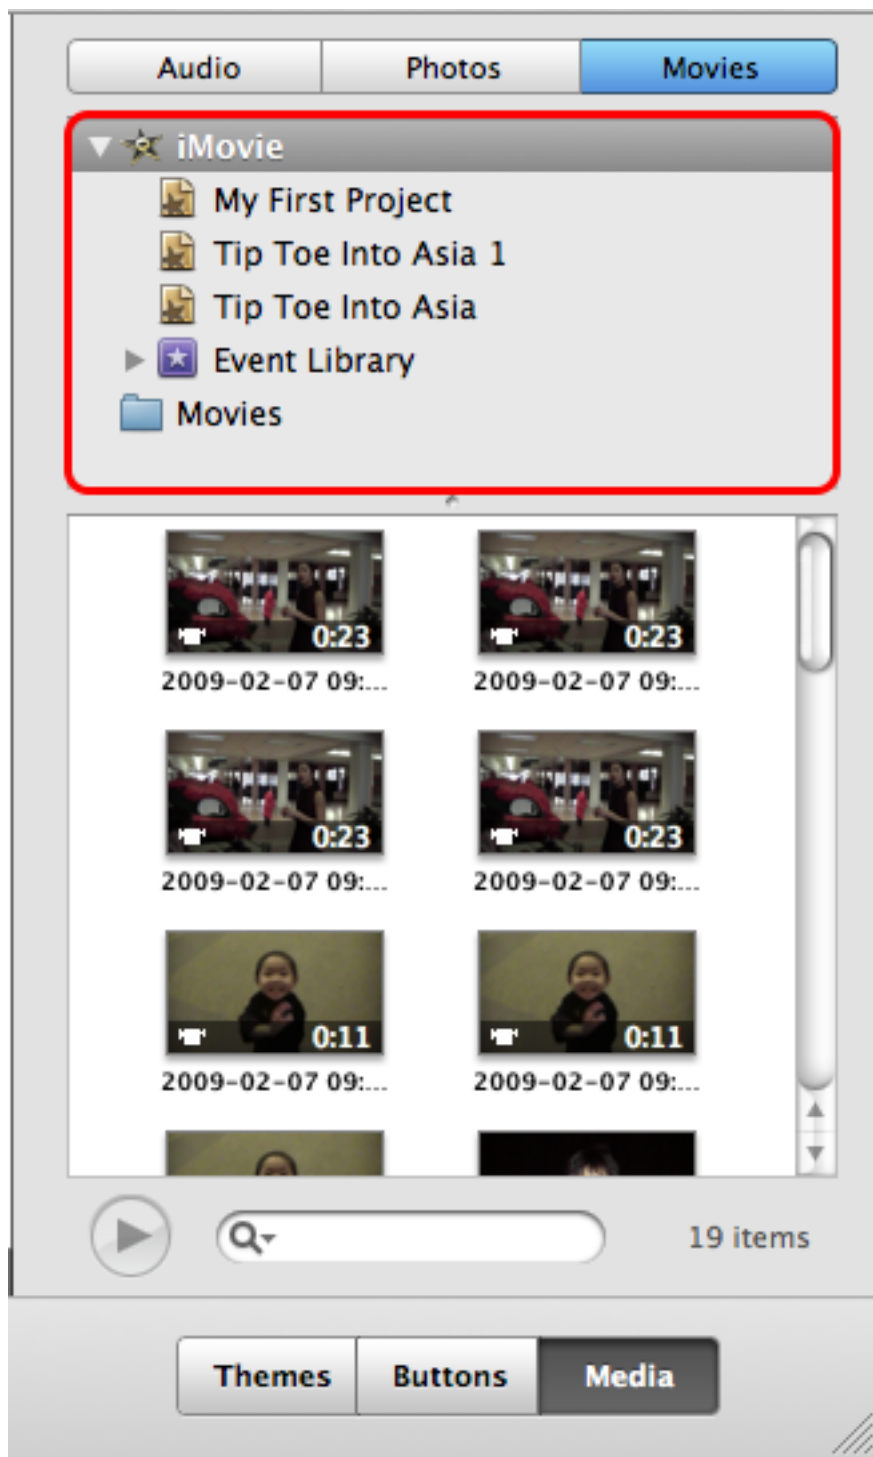 Audio Photos Movies
iMovie
My First Project
Tip Toe Into Asia 1
Tip Toe Into Asia
Event Library
Movies
0:23 0:23
2009-02-07 09:... 2009-02-07 09:...
0:23 0:23
2009-02-07 09:... 2009-02-07 09:...
0:11 0:11
2009-02-07 09:... 2009-02-07 09:...
19 items
Themes Buttons Media